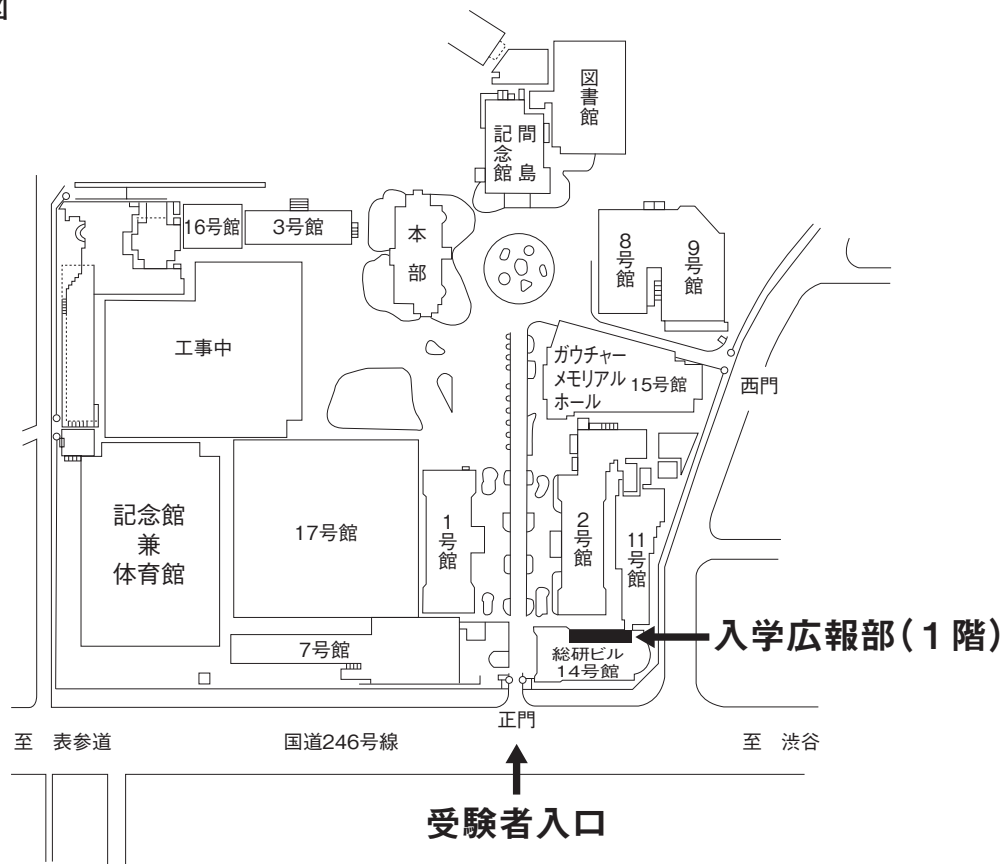 図
図書館
間島
記念館
16号館
3号館
本部
8号館
9号館
工事中
ガウチャー
メモリアル
ホール
15号館
西門
記念館
兼
体育館
17号館
1号館
2号館
11号館
入学広報部(1階)
7号館
総研ビル
14号館
正門
至 表参道
国道246号線
至 渋谷
受験者入口